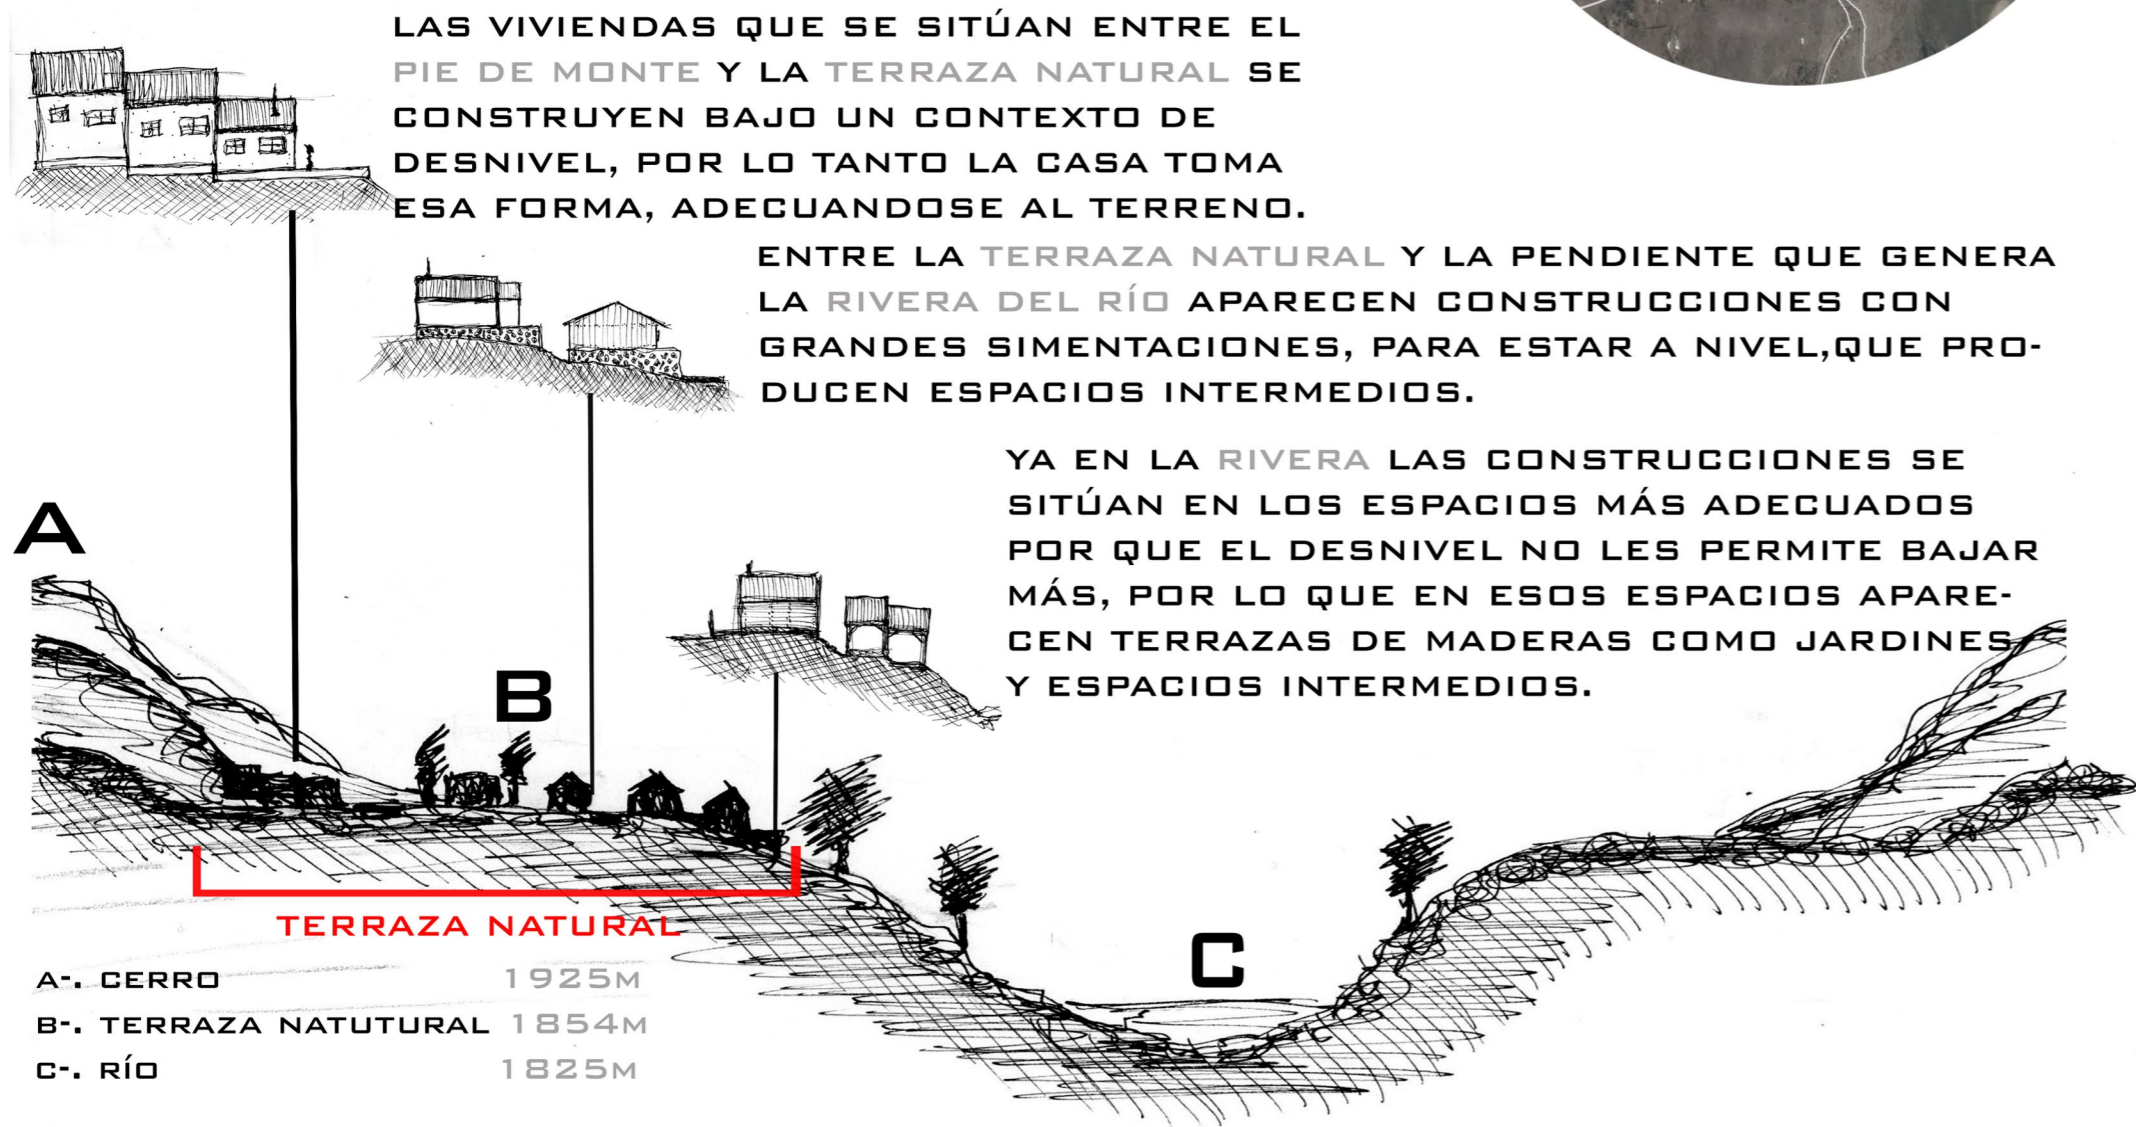 LAS VIVIENDAS QUE SE SITÚAN ENTRE EL
PIE DE MONTE Y LA TERRAZA NATURAL SE
CONSTRUYEN BAJO UN CONTEXTO DE
DESNIVEL, POR LO TANTO LA CASA TOMA
ESA FORMA, ADECUANDOSE AL TERRENO.
ENTRE LA TERRAZA NATURAL Y LA PENDIENTE QUE GENERA
LA RIVERA DEL RÍO APARECEN CONSTRUCCIONES CON
GRANDES SIMENTACIONES, PARA ESTAR A NIVEL,QUE PRO-
DUCEN ESPACIOS INTERMEDIOS.
YA EN LA RIVERA LAS CONSTRUCCIONES SE
SITÚAN EN LOS ESPACIOS MÁS ADECUADOS
POR QUE EL DESNIVEL NO LES PERMITE BAJAR
MÁS, POR LO QUE EN ESOS ESPACIOS APARE-
CEN TERRAZAS DE MADERAS COMO JARDINES
Y ESPACIOS INTERMEDIOS.
A
B
C
TERRAZA NATURAL
A-. CERRO 1925M
B-. TERRAZA NATUTURAL 1854M
C-. RÍO 1825M